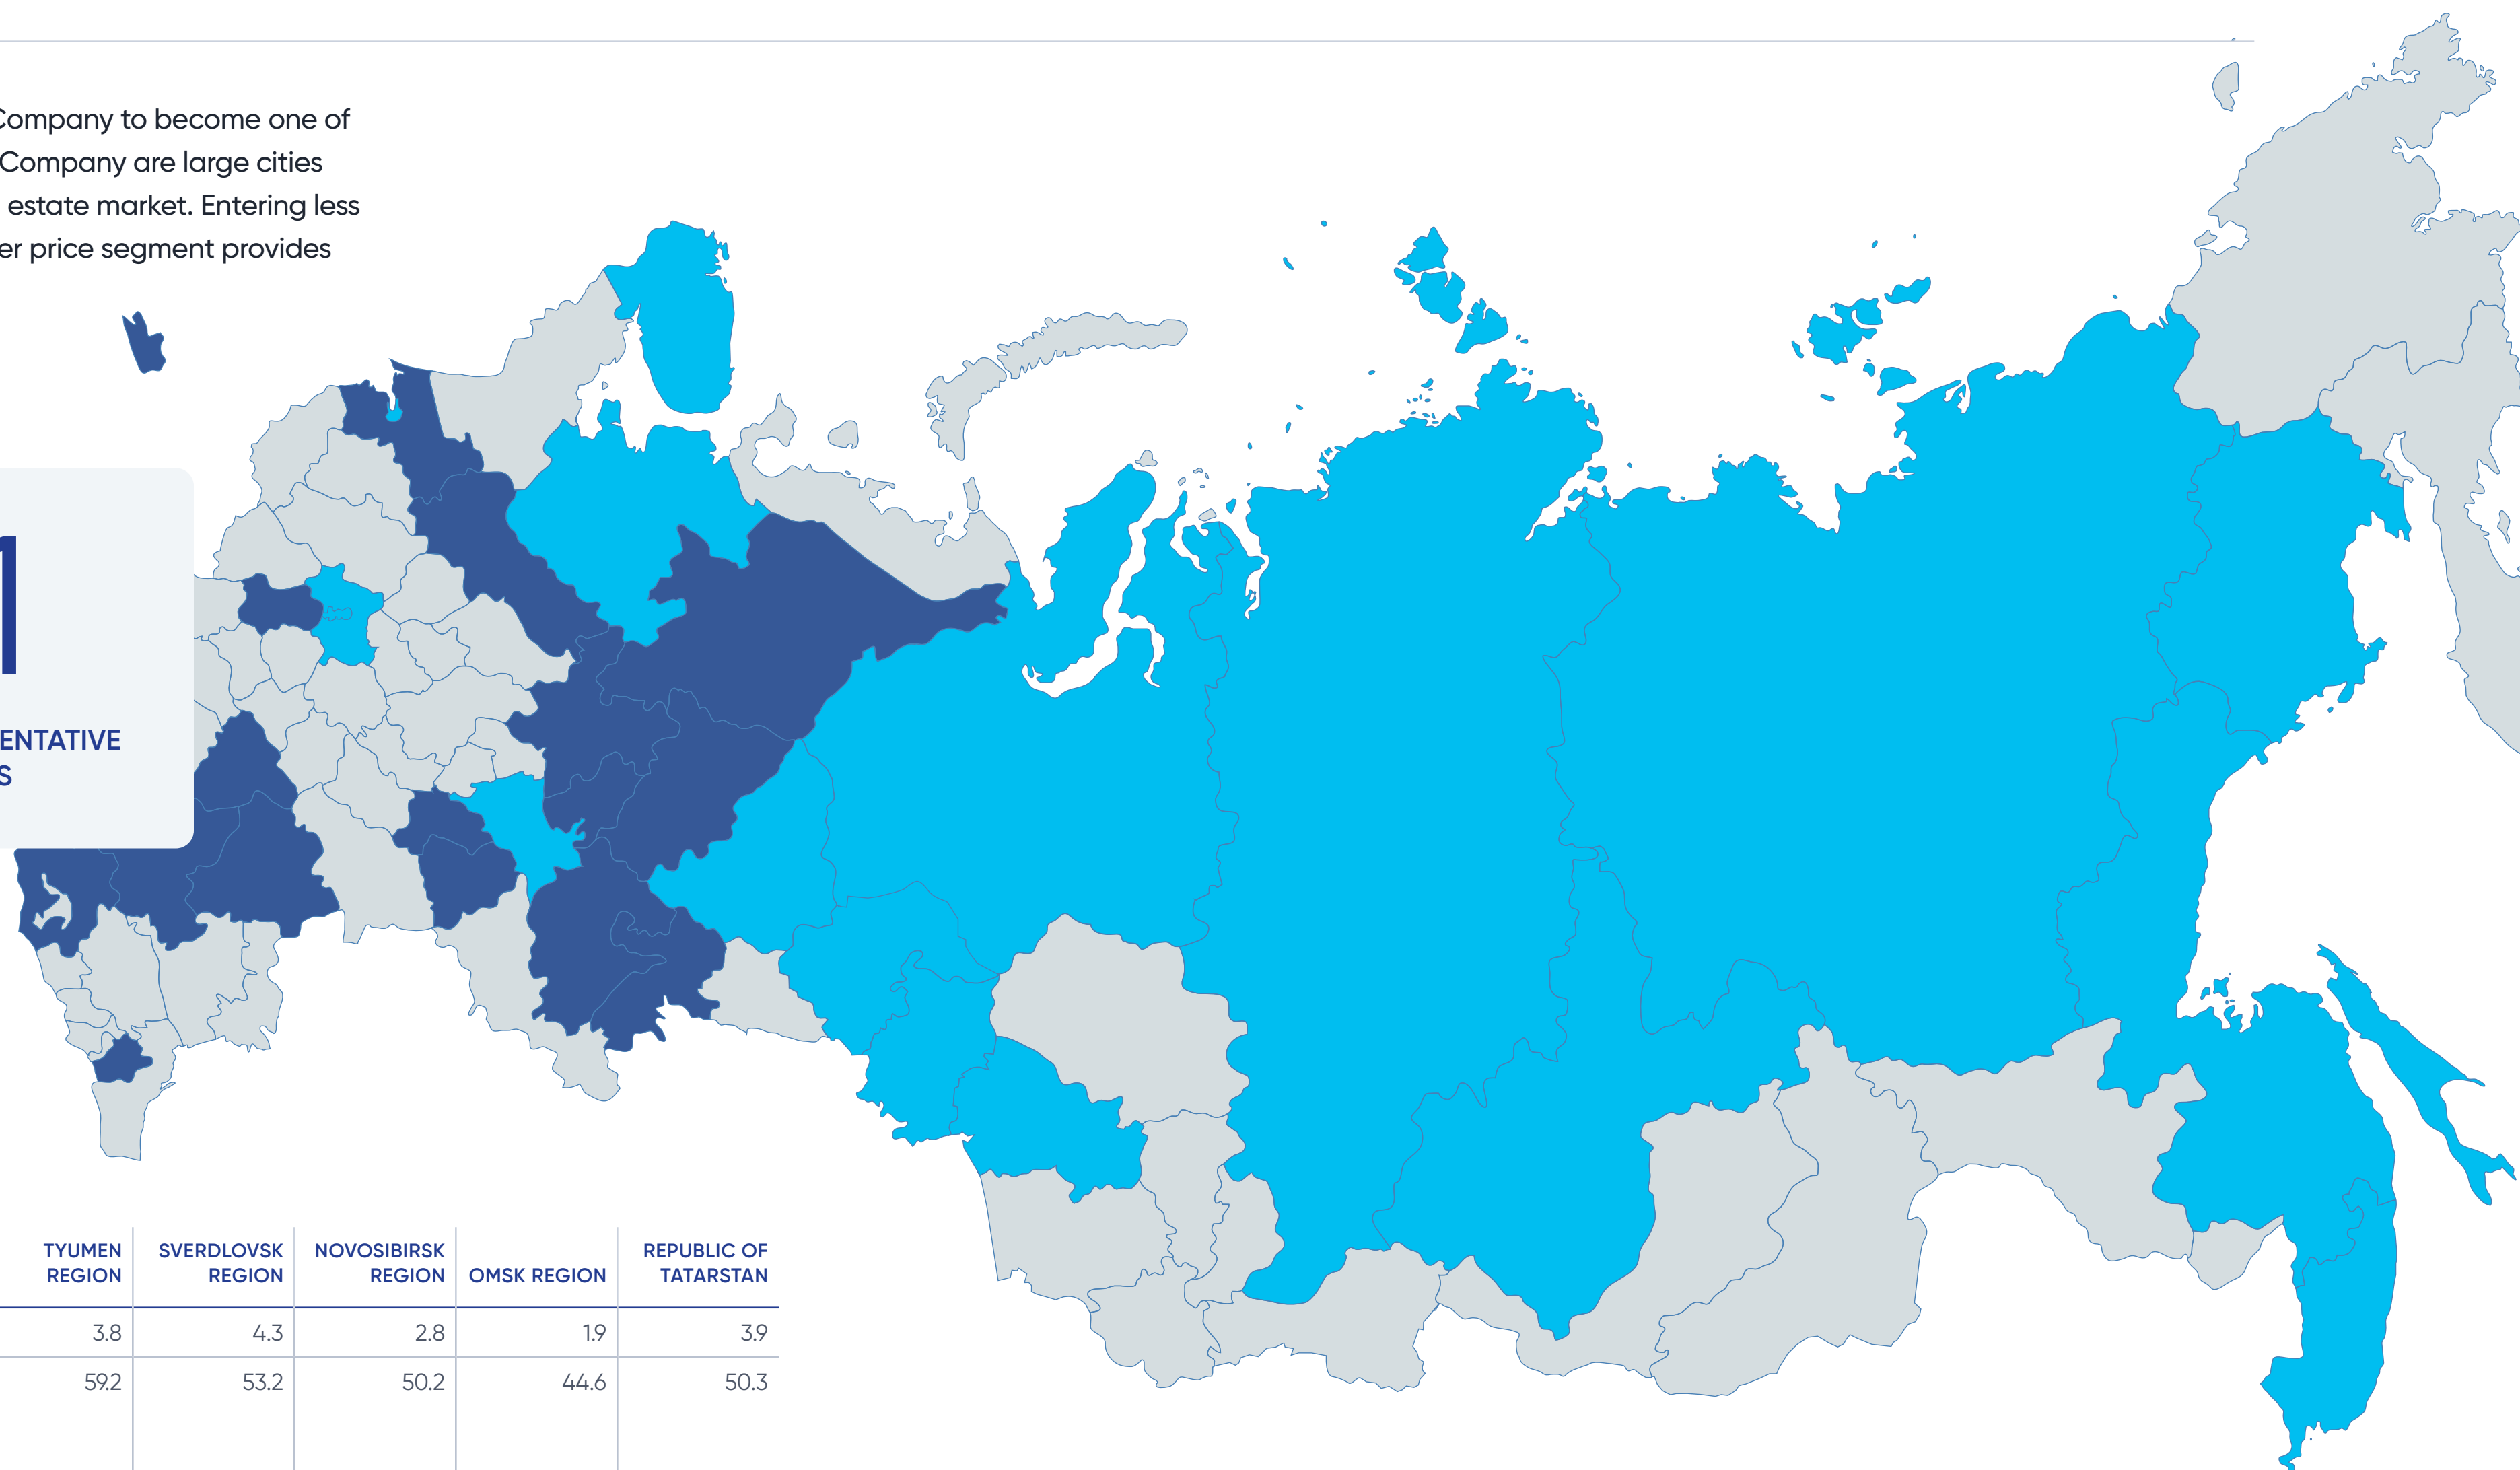 Company to become one of
Company are large cities
estate market. Entering less
er price segment provides
1
ENTATIVE
S
TYUMEN REGION
SVERDLOVSK REGION
NOVOSIBIRSK REGION
OMSK REGION
REPUBLIC OF TATARSTAN
3.8 4.3 2.8 1.9 3.9
59.2 53.2 50.2 44.6 50.3